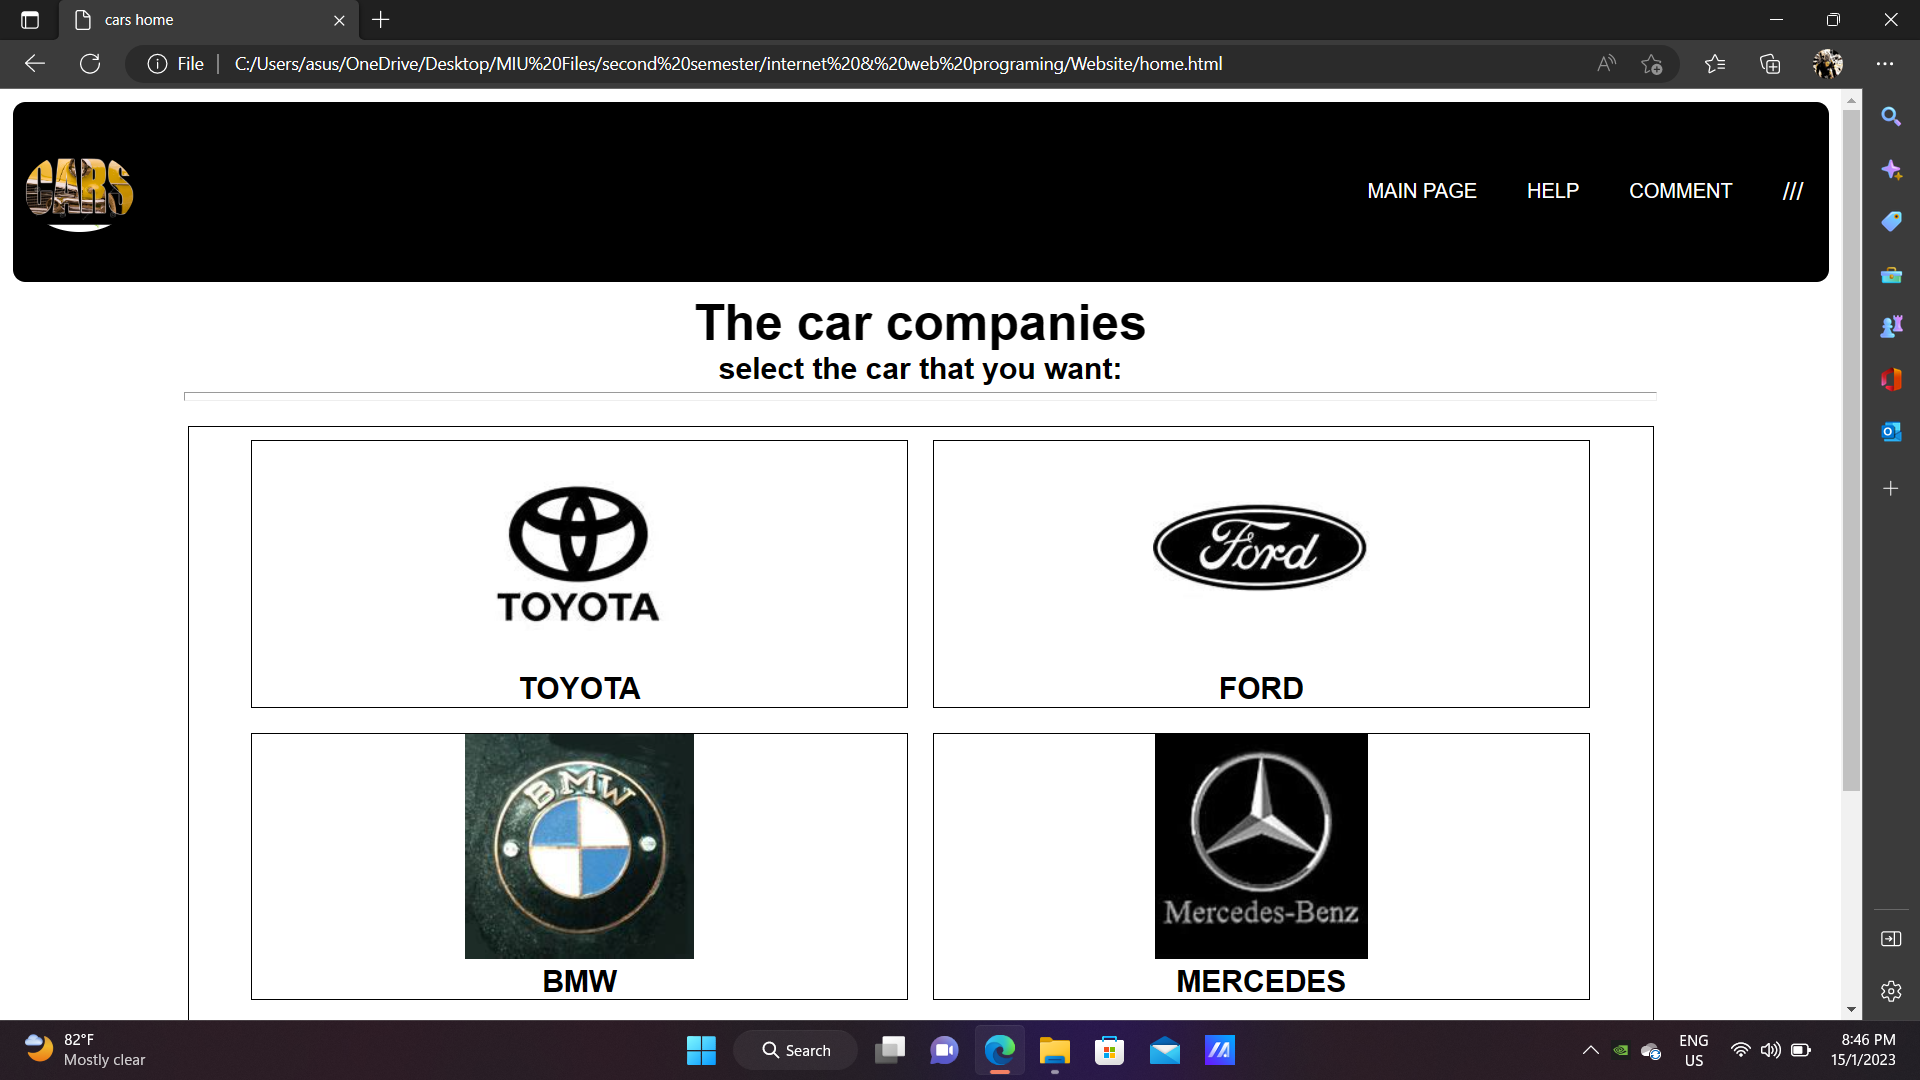 cars home
File
C:/Users/asus/OneDrive/Desktop/MIU%20Files/second%20semester/internet%20&%20web%20programing/Website/home.html
CARS
MAIN PAGE HELP COMMENT ///
The car companies
select the car that you want:
TOYOTA
Ford
TOYOTA
FORD
BMW
Mercedes-Benz
BMW
MERCEDES
82°F
Mostly clear
Search
ENG
US
8:46 PM
15/1/2023